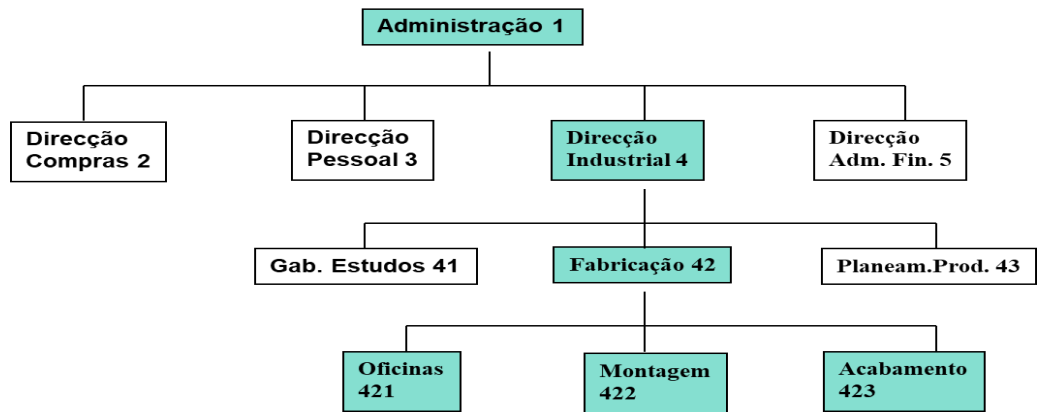 Administração 1
Direcção
Compras 2
Direcção
Pessoal 3
Direcção
Industrial 4
Direcção
Adm. Fin. 5
Gab. Estudos 41
Fabricação 42
Planeam.Prod. 43
Oficinas
421
Montagem
422
Acabamento
423